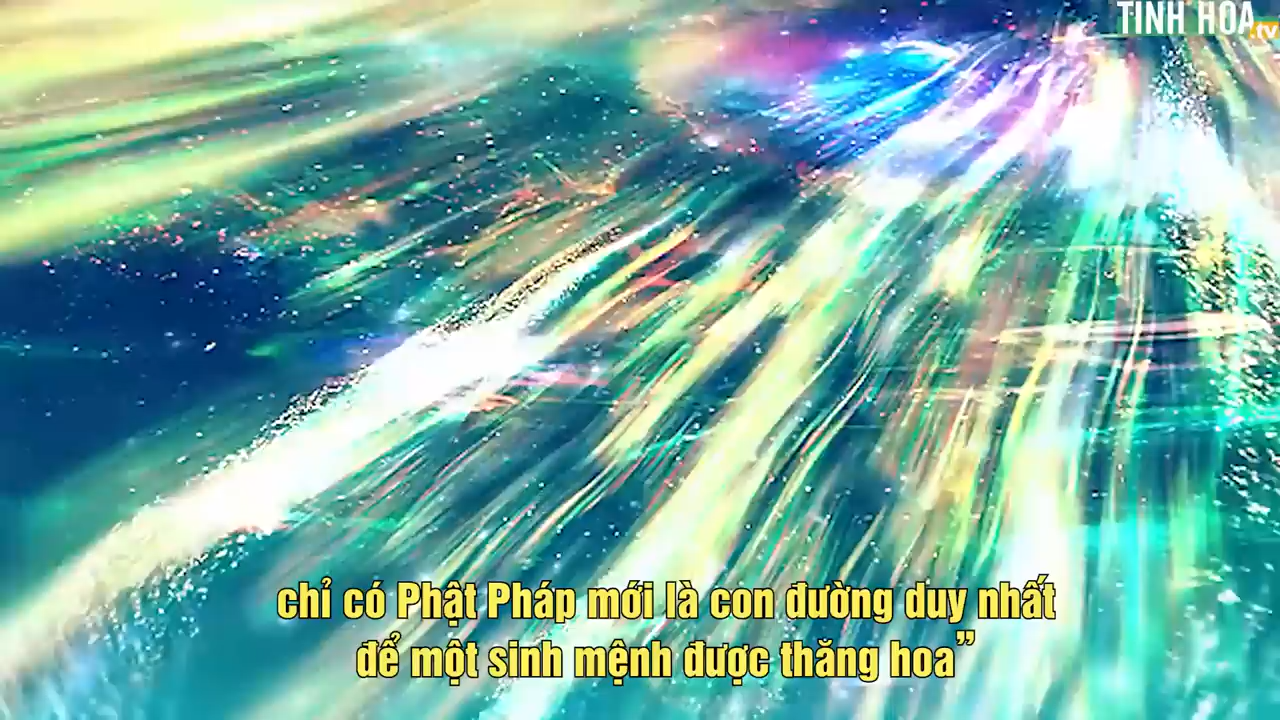 TINH HOA.tv
chỉ có Phật Pháp mới là con đường duy nhất
để một sinh mệnh được thăng hoa”